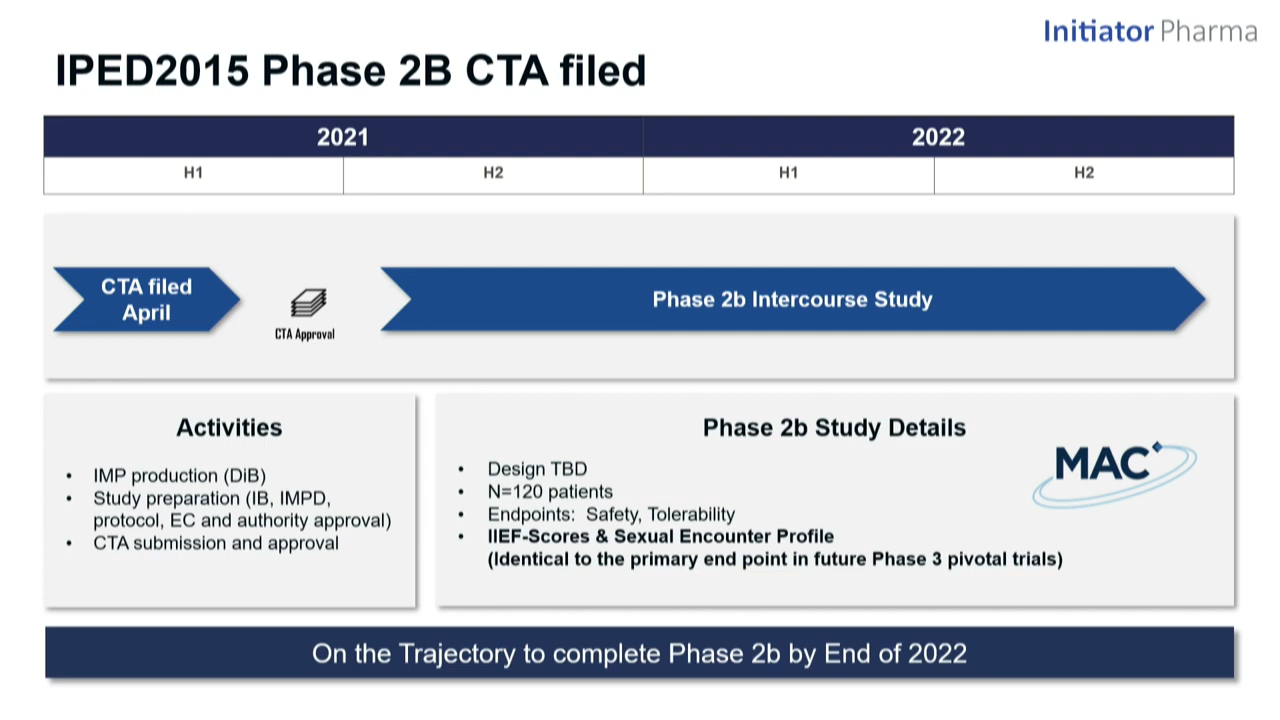 Initiator Pharma
IPED2015 Phase 2B CTA filed
2021
2022
H1
H2
H1
H2
CTA filed
April
CTA Approval
Phase 2b Intercourse Study
Activities
• IMP production (DiB)
• Study preparation (IB, IMPD,
protocol, EC and authority approval)
• CTA submission and approval
Phase 2b Study Details
MAC
• Design TBD
• N=120 patients
• Endpoints: Safety, Tolerability
• IIEF-Scores & Sexual Encounter Profile
(Identical to the primary end point in future Phase 3 pivotal trials)
On the Trajectory to complete Phase 2b by End of 2022